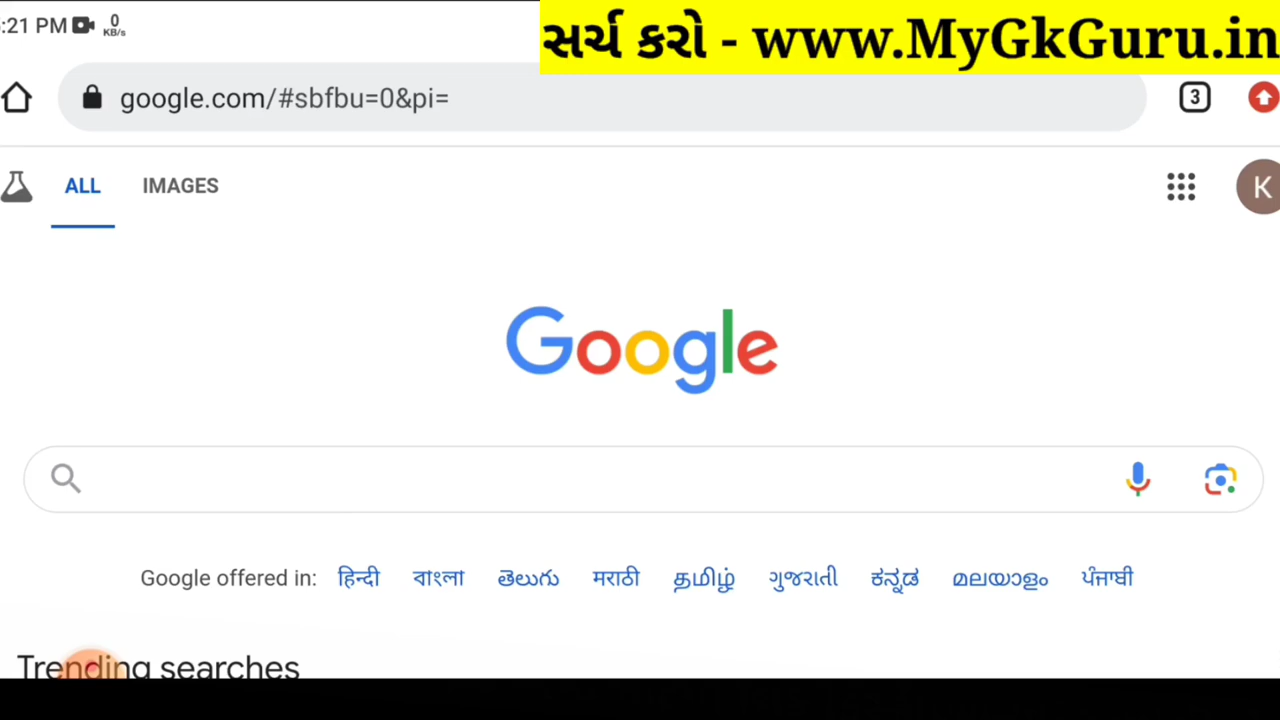 :21 PM 0 KB/s
સર્ચ કરો - www.MyGkGuru.in
google.com/#sbfbu=0&pi=
3
ALL IMAGES
K
Google
Google offered in: हिन्दी বাংলা తెలుగు मराठी தமிழ் ગુજરાતી ಕನ್ನಡ മലയാളം ਪੰਜਾਬੀ
Trending searches